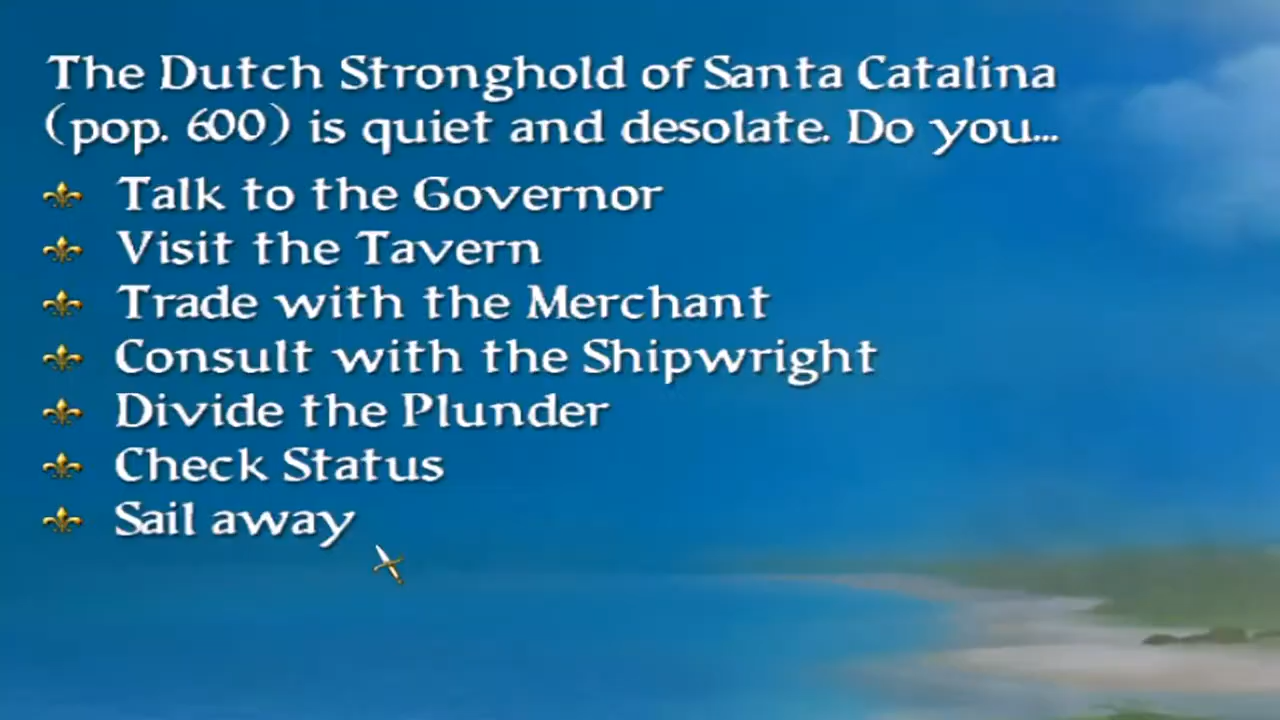 The Dutch Stronghold of Santa Catalina
(pop. 600) is quiet and desolate. Do you...
Talk to the Governor
Visit the Tavern
Trade with the Merchant
Consult with the Shipwright
Divide the Plunder
Check Status
Sail away